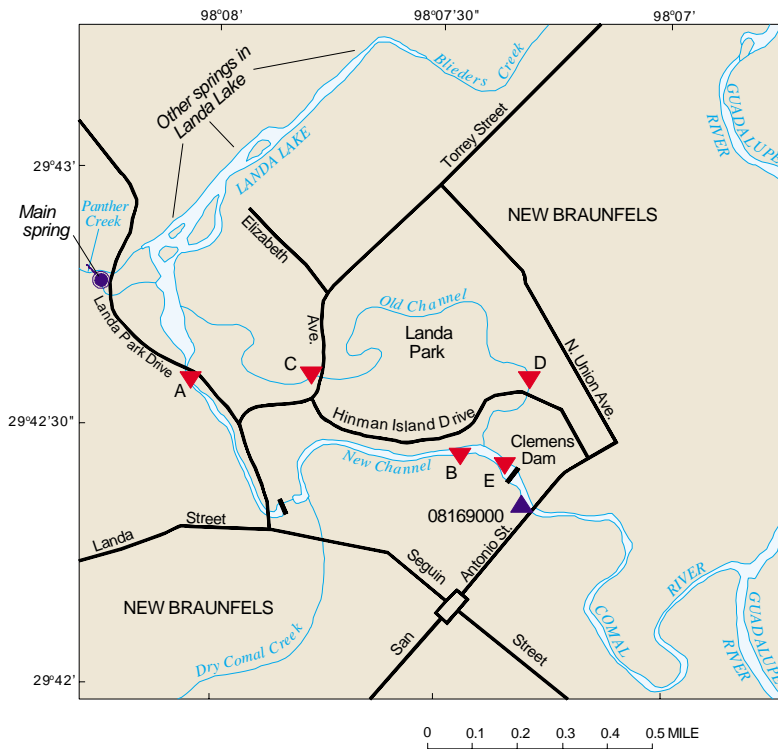 98°08'
98°07'30"
98°07'
Other springs in
Landa Lake
Blieders
Creek
Torrey Street
GUADALUPE
RIVER
29°43'
LANDA LAKE
Panther
Creek
Main
spring
Elizabeth
Ave.
NEW BRAUNFELS
Old Channel
Landa
Park
Landa Park Drive
C
D
A
N. Union Ave.
29°42'30"
Hinman Island Drive
Clemens
Dam
New Channel
B
E
08169000
Landa
Street
Antonio St.
Seguin
RIVER
COMAL
NEW BRAUNFELS
GUADALUPE
RIVER
Dry Comal Creek
San
Street
29°42'
0
0.1
0.2
0.3
0.4
0.5 MILE